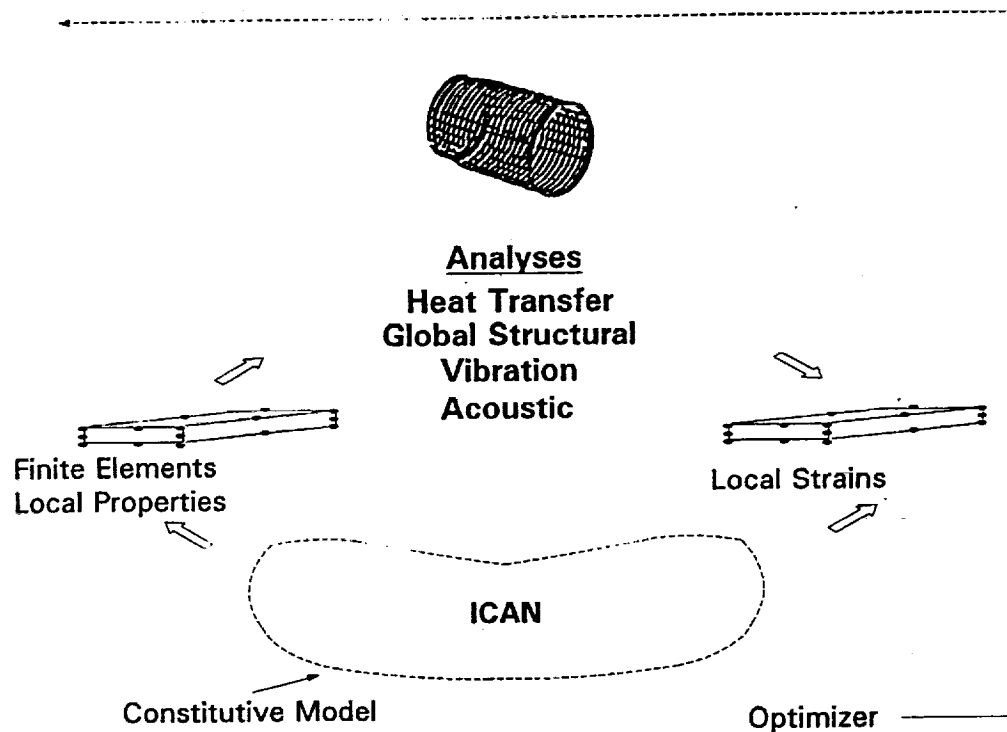 Analyses
Heat Transfer
Global Structural
Vibration
Acoustic
Finite Elements
Local Properties
Local Strains
ICAN
Constitutive Model
Optimizer